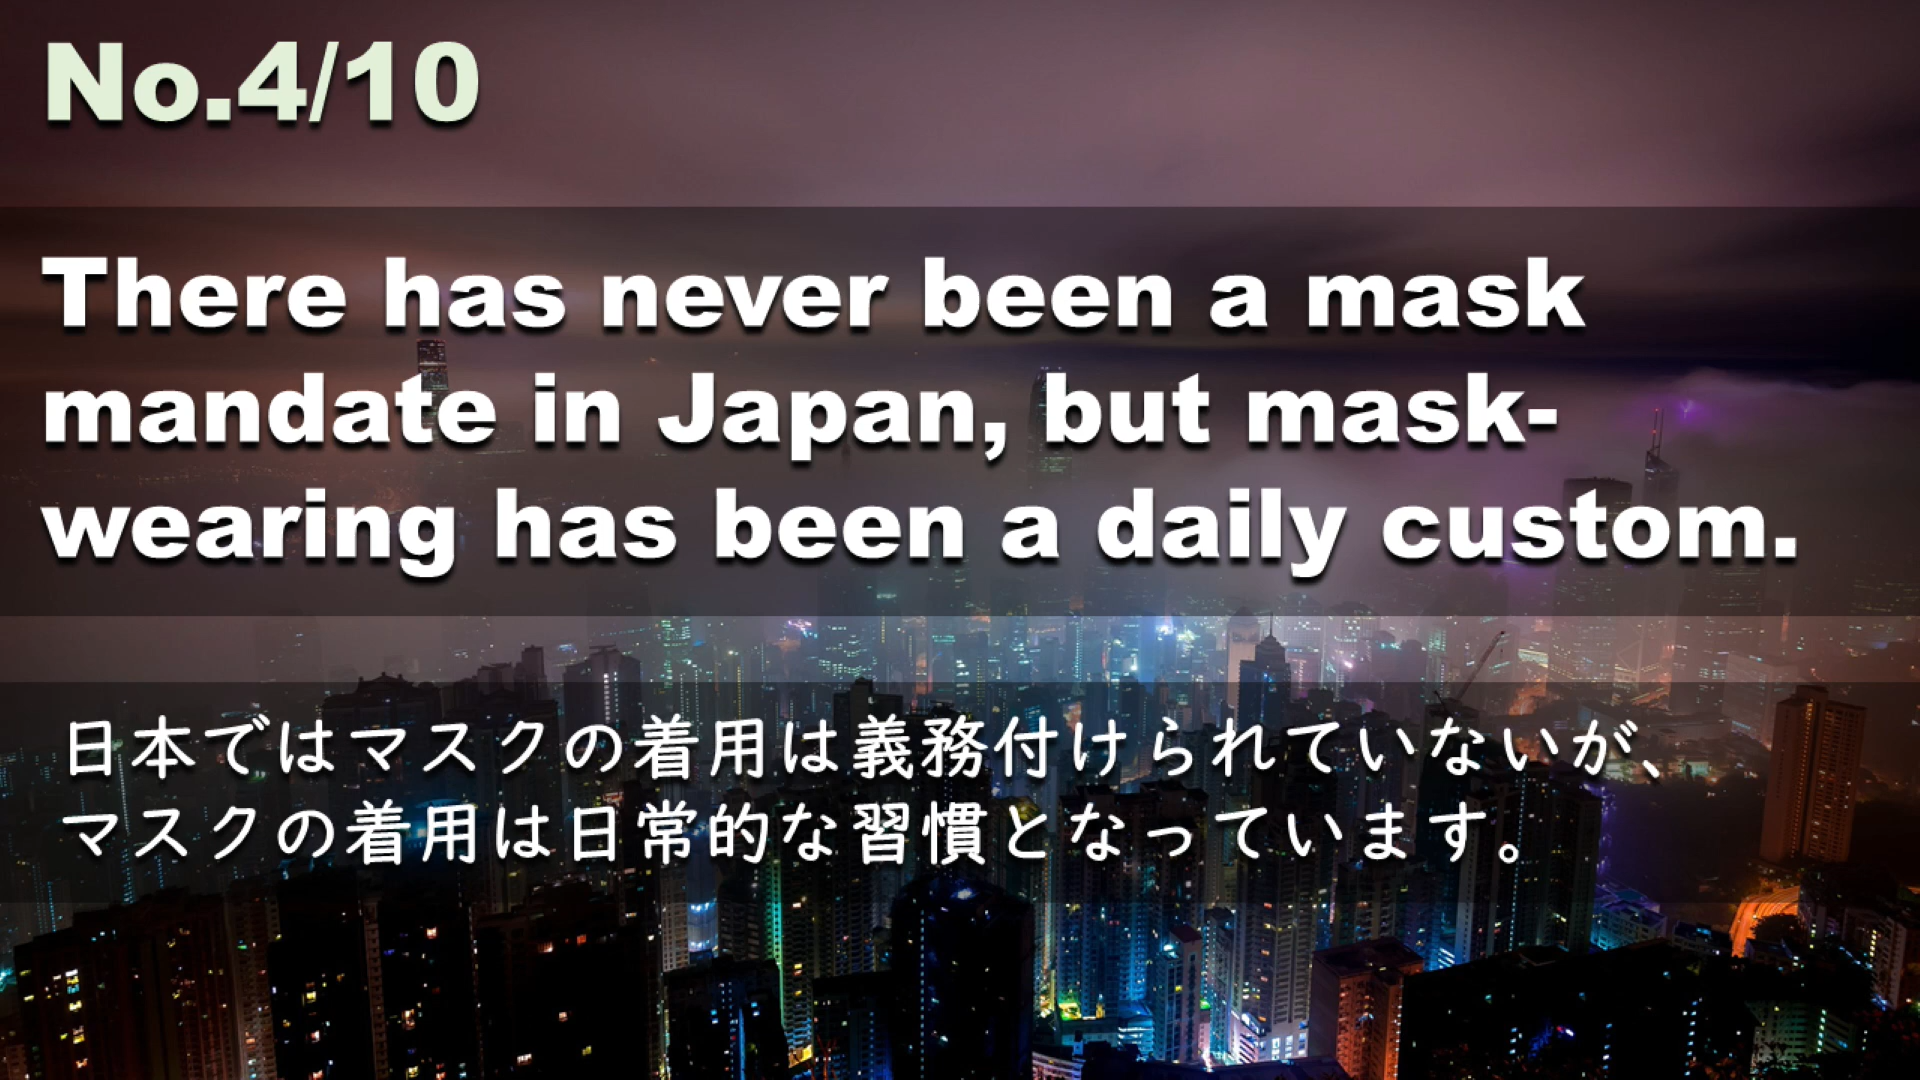 No.4/10
There has never been a mask
mandate in Japan, but mask-
wearing has been a daily custom.
日本ではマスクの着用は義務付けられていないが、
マスクの着用は日常的な習慣となっています。